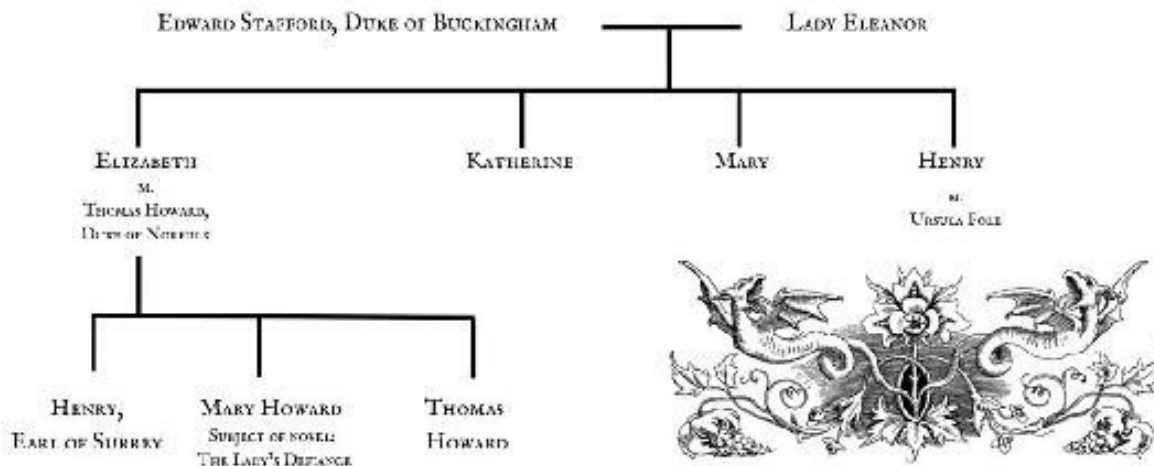 Edward Stafford, Duke of Buckingham
Lady Eleanor
Elizabeth
m.
Thomas Howard,
Duke of Norfolk
Katherine
Mary
Henry
m.
Ursula Pole
Henry,
Earl of Surrey
Mary Howard
Subject of novel:
The Lady's Defiance
Thomas
Howard